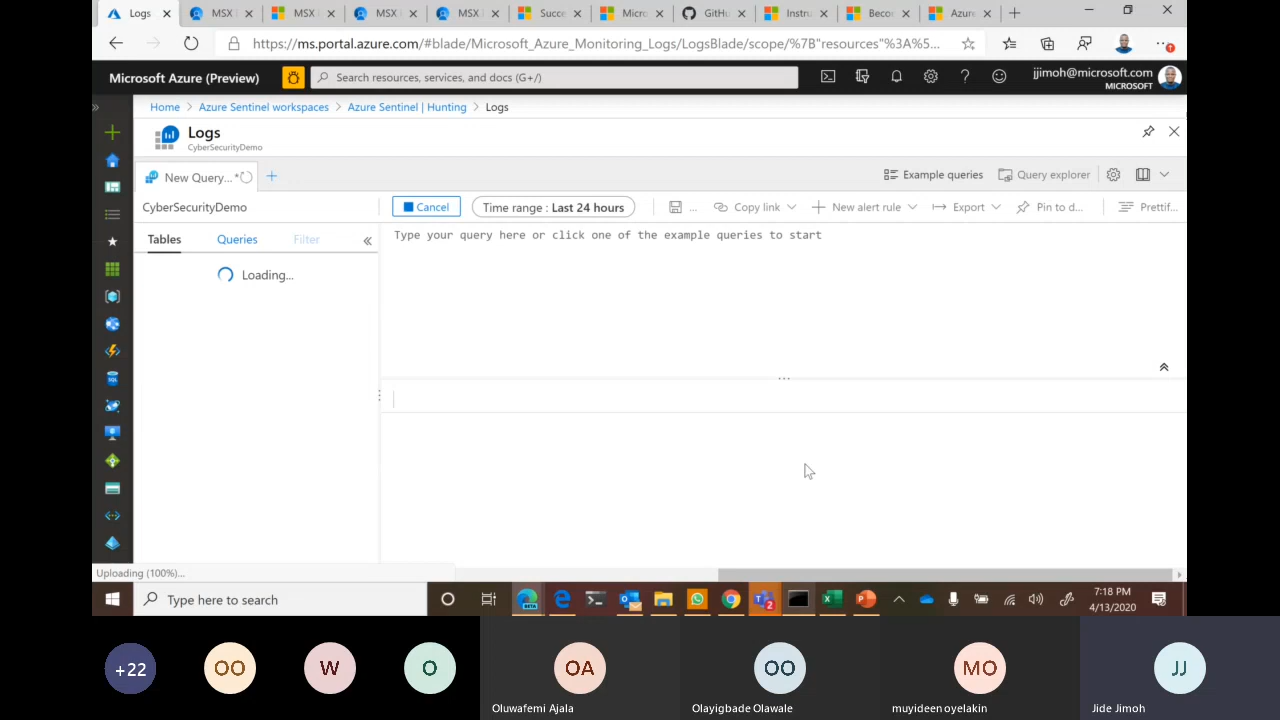 Logs
MSX
MSX
MSX
MSX
Succe
Micro
GitHu
Instru
Beco
Azure
https://ms.portal.azure.com/#blade/Microsoft_Azure_Monitoring_Logs/LogsBlade/scope/%7B"resources"%3A%5...
Microsoft Azure (Preview)
Search resources, services, and docs (G+/)
jjimoh@microsoft.com
MICROSOFT
Home > Azure Sentinel workspaces > Azure Sentinel | Hunting > Logs
Logs
CyberSecurityDemo
New Query...*
Example queries
Query explorer
CyberSecurityDemo
Cancel
Time range : Last 24 hours
...
Copy link
New alert rule
Export
Pin to d...
Prettif...
Tables
Queries
Filter
Type your query here or click one of the example queries to start
Loading...
Uploading (100%)...
Type here to search
7:18 PM
4/13/2020
+22
OO
W
O
OA
OO
MO
JJ
Oluwafemi Ajala
Olayigbade Olawale
muyideen oyelakin
Jide Jimoh